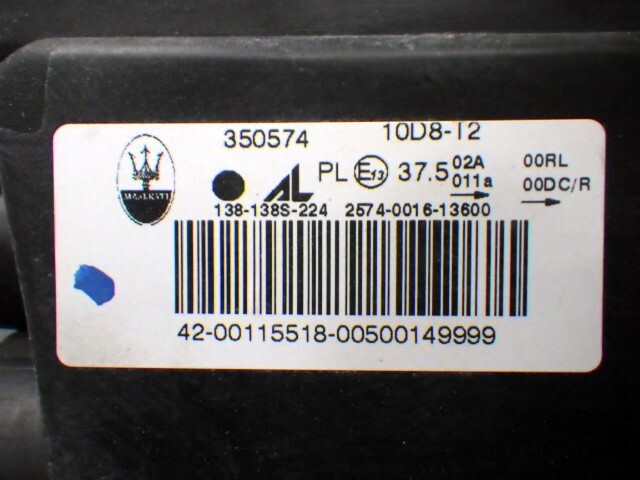 350574 10D8-12
MASERATI
AL PL E13 37.5 02A 00RL
011a 00DC/R
138-138S-224 2574-0016-13600
42-00115518-00500149999